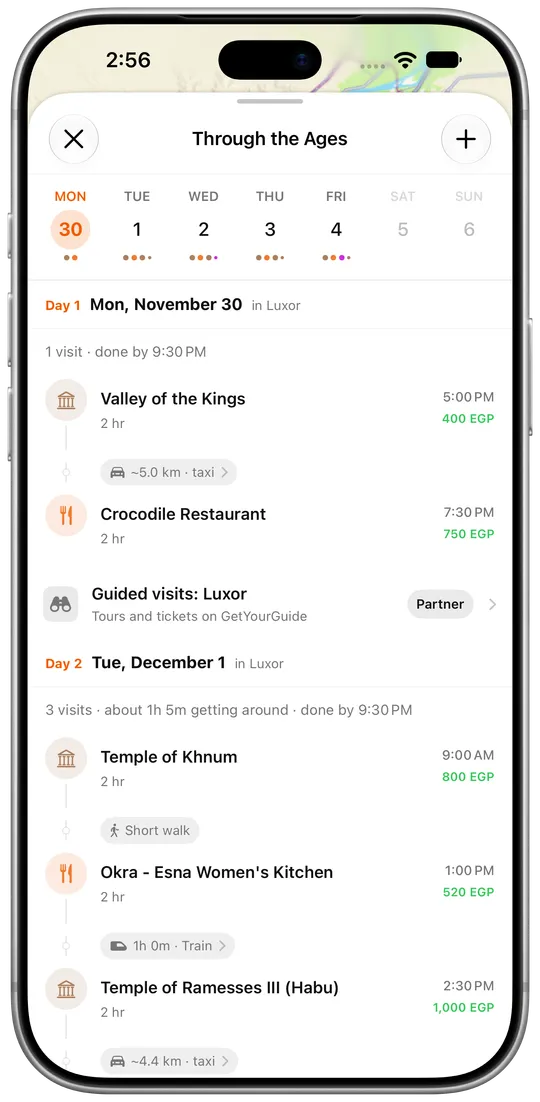 2:56
Through the Ages
MON TUE WED THU FRI SAT SUN
30 1 2 3 4 5 6
Day 1 Mon, November 30 in Luxor
1 visit · done by 9:30 PM
Valley of the Kings 5:00 PM
2 hr 400 EGP
~5.0 km · taxi
Crocodile Restaurant 7:30 PM
2 hr 750 EGP
Guided visits: Luxor
Tours and tickets on GetYourGuide
Partner
Day 2 Tue, December 1 in Luxor
3 visits · about 1h 5m getting around · done by 9:30 PM
Temple of Khnum 9:00 AM
2 hr 800 EGP
Short walk
Okra - Esna Women's Kitchen 1:00 PM
2 hr 520 EGP
1h 0m · Train
Temple of Ramesses III (Habu) 2:30 PM
2 hr 1,000 EGP
~4.4 km · taxi